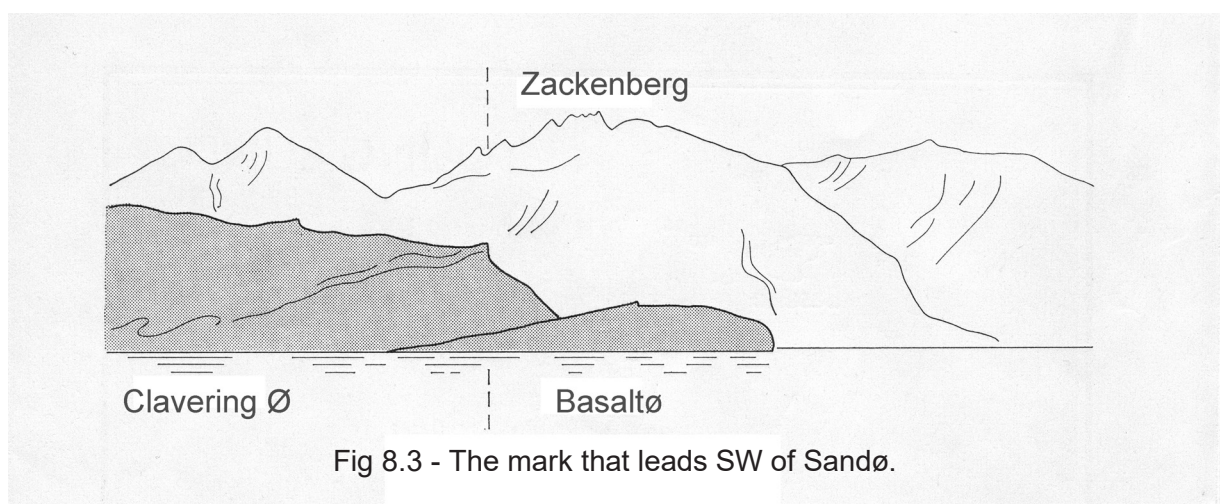 Zackenberg
Clavering Ø
Basaltø
Fig 8.3 - The mark that leads SW of Sandø.